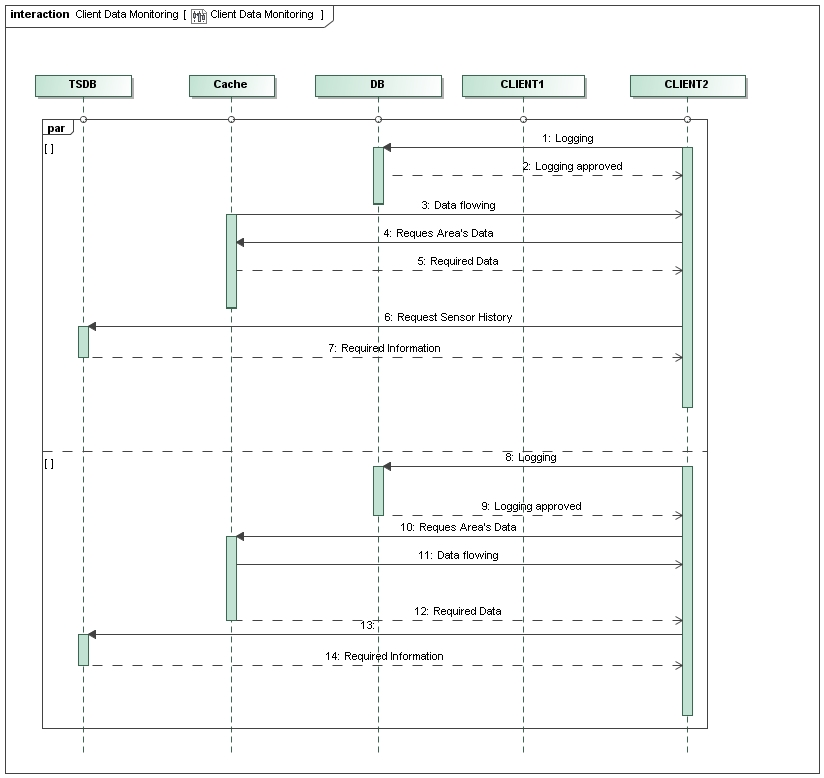 interaction Client Data Monitoring [ Client Data Monitoring ]
TSDB Cache DB CLIENT1 CLIENT2
par
[ ]
1: Logging
2: Logging approved
3: Data flowing
4: Reques Area's Data
5: Required Data
6: Request Sensor History
7: Required Information
[ ]
8: Logging
9: Logging approved
10: Reques Area's Data
11: Data flowing
12: Required Data
13:
14: Required Information